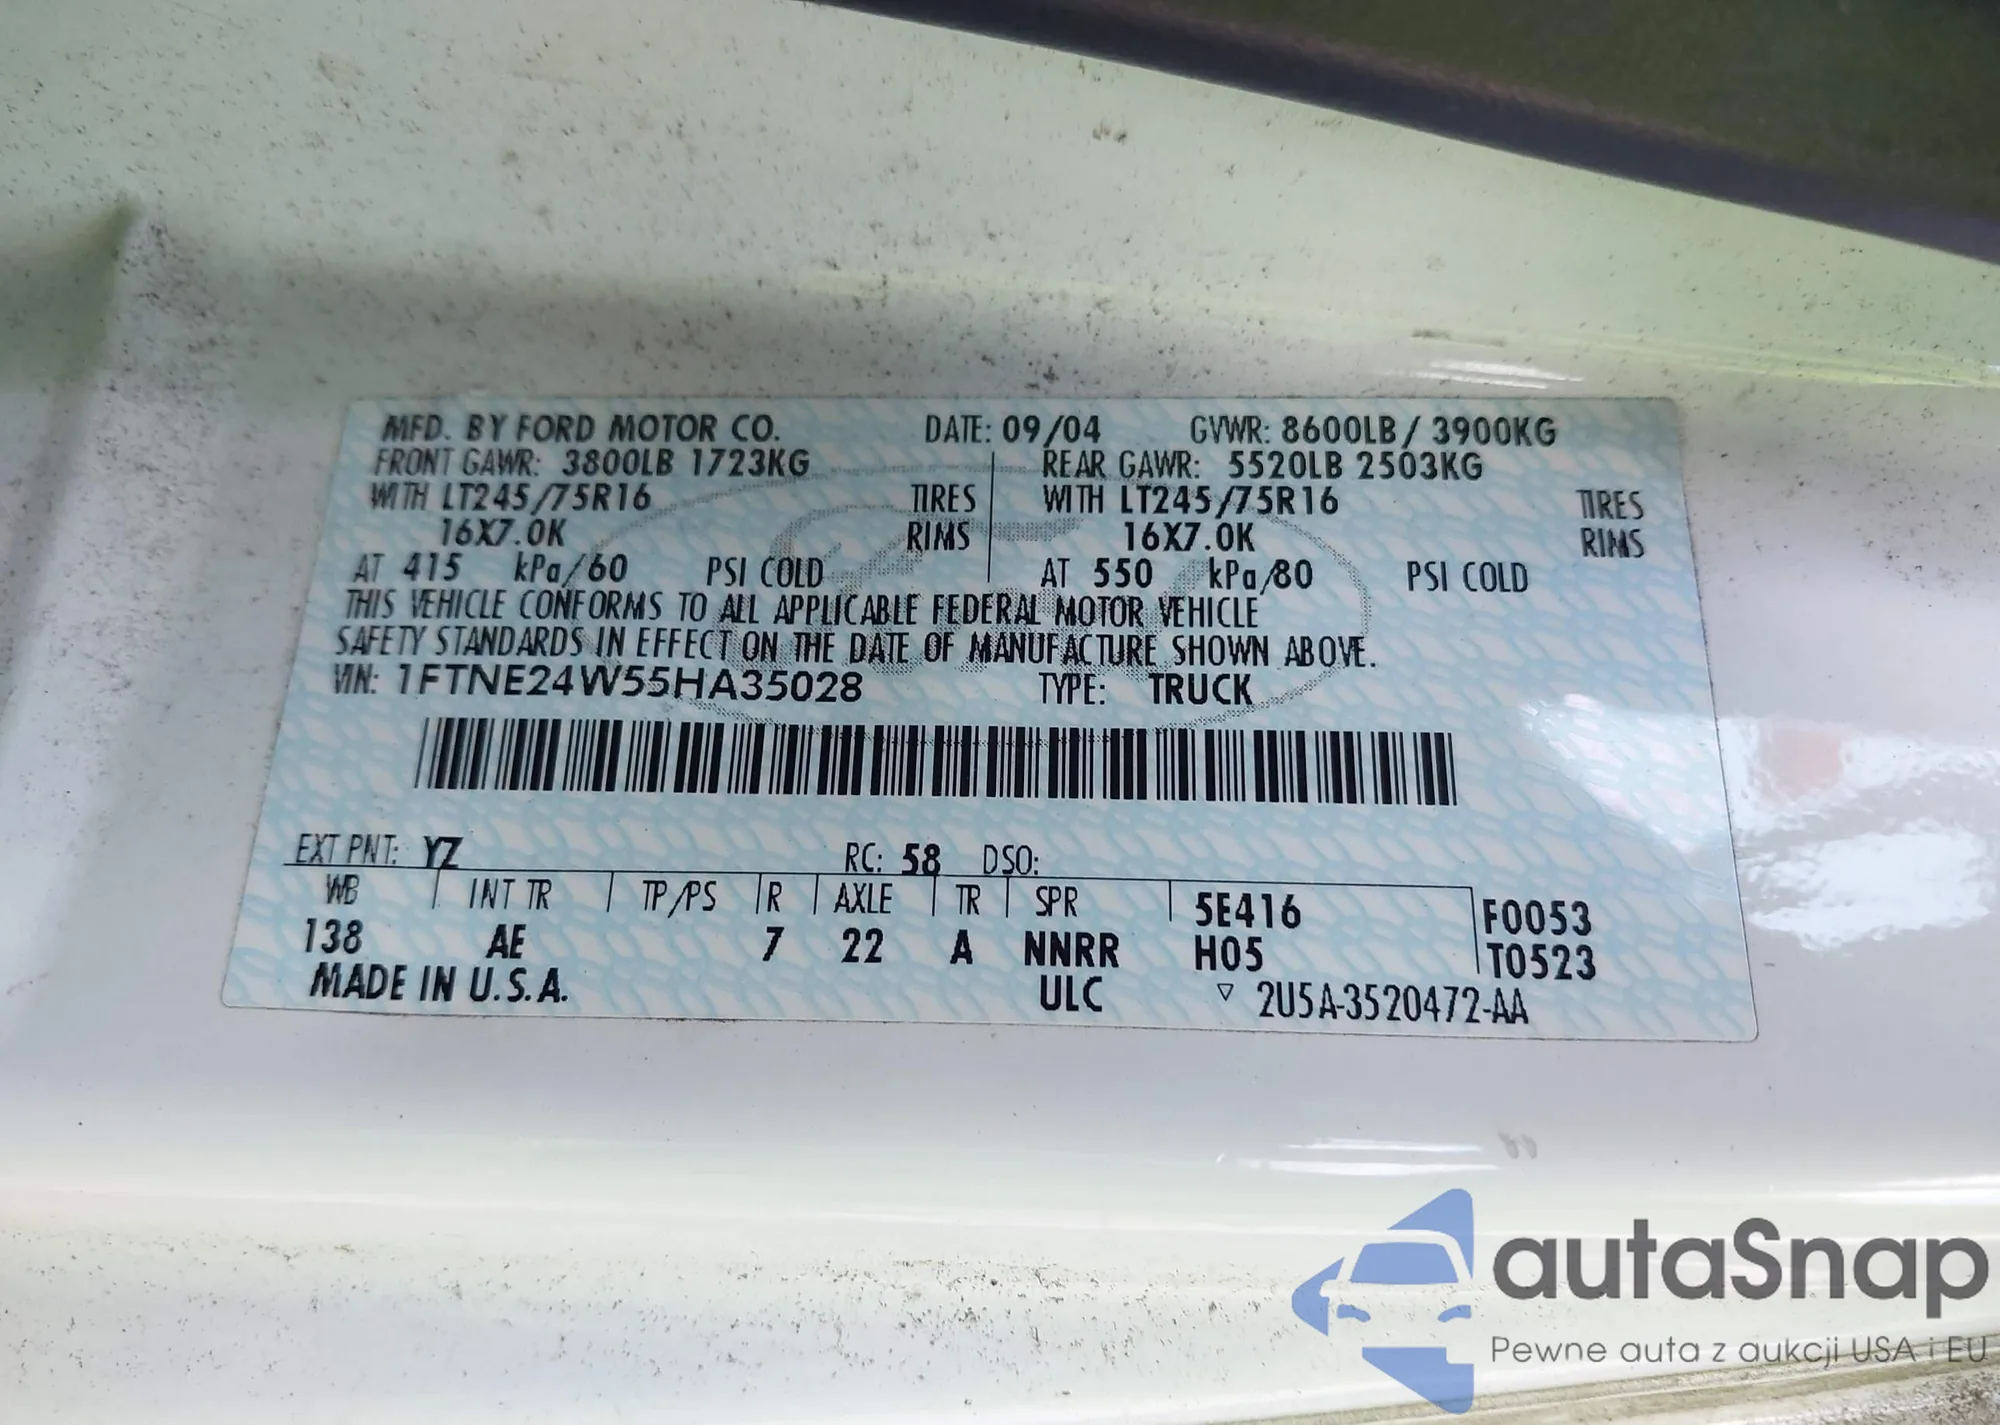 MFD. BY FORD MOTOR CO. DATE: 09/04 GVWR: 8600LB / 3900KG
FRONT GAWR: 3800LB 1723KG REAR GAWR: 5520LB 2503KG
WITH LT245/75R16 TIRES WITH LT245/75R16 TIRES
16X7.0K RIMS 16X7.0K RIMS
AT 415 kPa/60 PSI COLD AT 550 kPa/80 PSI COLD
THIS VEHICLE CONFORMS TO ALL APPLICABLE FEDERAL MOTOR VEHICLE
SAFETY STANDARDS IN EFFECT ON THE DATE OF MANUFACTURE SHOWN ABOVE.
VIN: 1FTNE24W55HA35028 TYPE: TRUCK
EXT PNT: YZ RC: 58 DSO:
WB INT TR TP/PS R AXLE TR SPR 5E416 F0053
138 AE 7 22 A NNRR H05 T0523
MADE IN U.S.A. ULC ▽ 2U5A-3520472-AA
autaSnap
Pewne auta z aukcji USA i EU